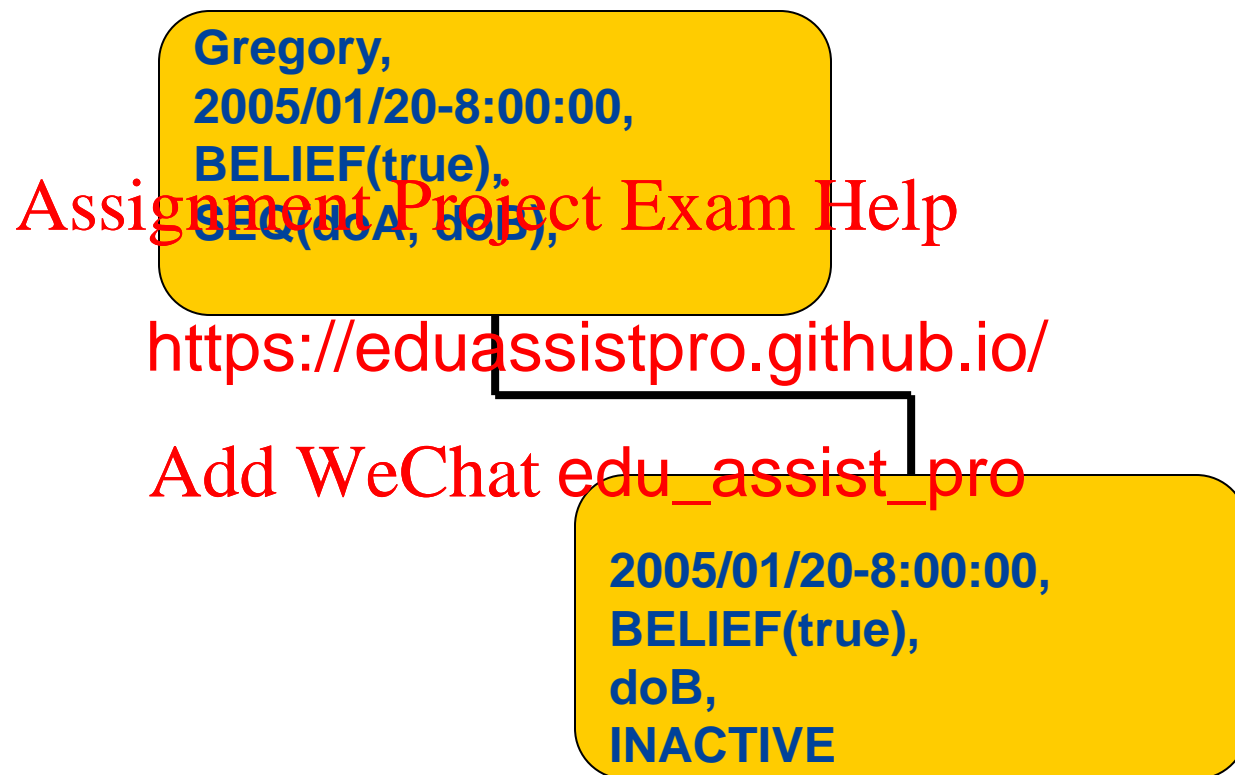 Gregory,
2005/01/20-8:00:00,
BELIEF(true),
Assignment Project Exam Help
SEQ(doA, doB),
https://eduassistpro.github.io/
Add WeChat edu_assist_pro
2005/01/20-8:00:00,
BELIEF(true),
doB,
INACTIVE